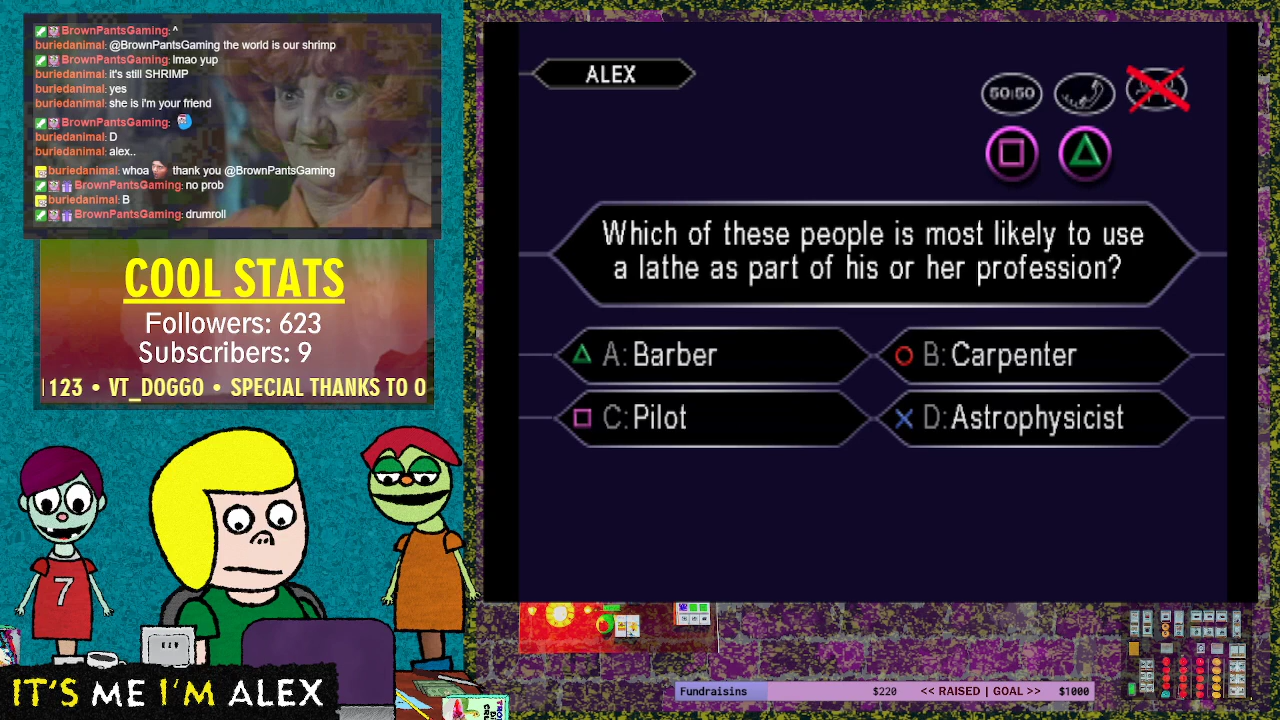 BrownPantsGaming: ^
buriedanimal: @BrownPantsGaming the world is our shrimp
BrownPantsGaming: lmao yup
buriedanimal: it's still SHRIMP
buriedanimal: yes
buriedanimal: she is i'm your friend
BrownPantsGaming:
buriedanimal: D
buriedanimal: alex..
buriedanimal: whoa thank you @BrownPantsGaming
BrownPantsGaming: no prob
buriedanimal: B
BrownPantsGaming: drumroll
COOL STATS
Followers: 623
Subscribers: 9
123 • VT_DOGGO • SPECIAL THANKS TO O
7
IT'S ME I'M ALEX
ALEX
50:50
Which of these people is most likely to use
a lathe as part of his or her profession?
A: Barber
B: Carpenter
C: Pilot
D: Astrophysicist
Fundraisins $220 << RAISED | GOAL >> $1000